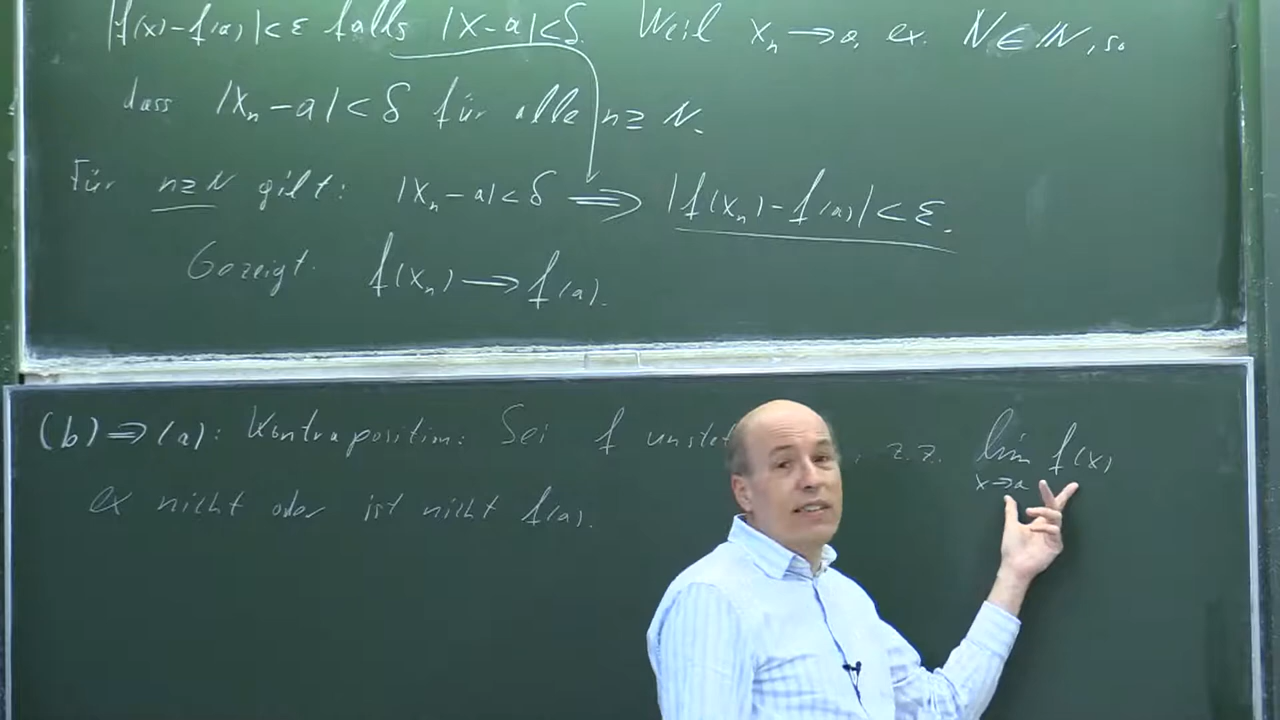 |f(x)-f(a)|<ε falls |x-a|<δ. Weil xₙ→a, ex. N∈ℕ, so
dass |xₙ-a|<δ für alle n≥N.
Für n≥N gilt: |xₙ-a|<δ ⟹ |f(xₙ)-f(a)|<ε.
Gezeigt: f(xₙ)→f(a).
(b)⟹(a): Kontraposition: Sei f unstet , z.z. lim f(x)
x→a
ex nicht oder ist nicht f(a).